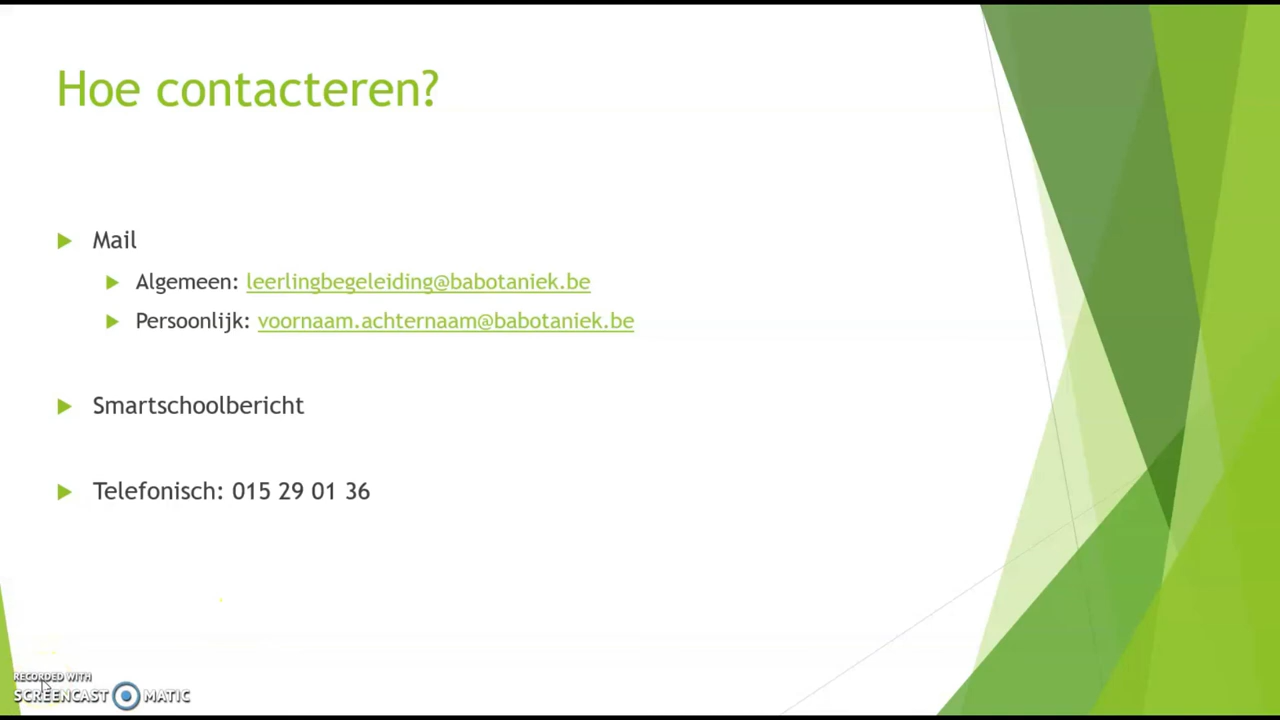 Hoe contacteren?
Mail
Algemeen: leerlingbegeleiding@babotaniek.be
Persoonlijk: voornaam.achternaam@babotaniek.be
Smartschoolbericht
Telefonisch: 015 29 01 36
RECORDED WITH
SCREENCAST MATIC